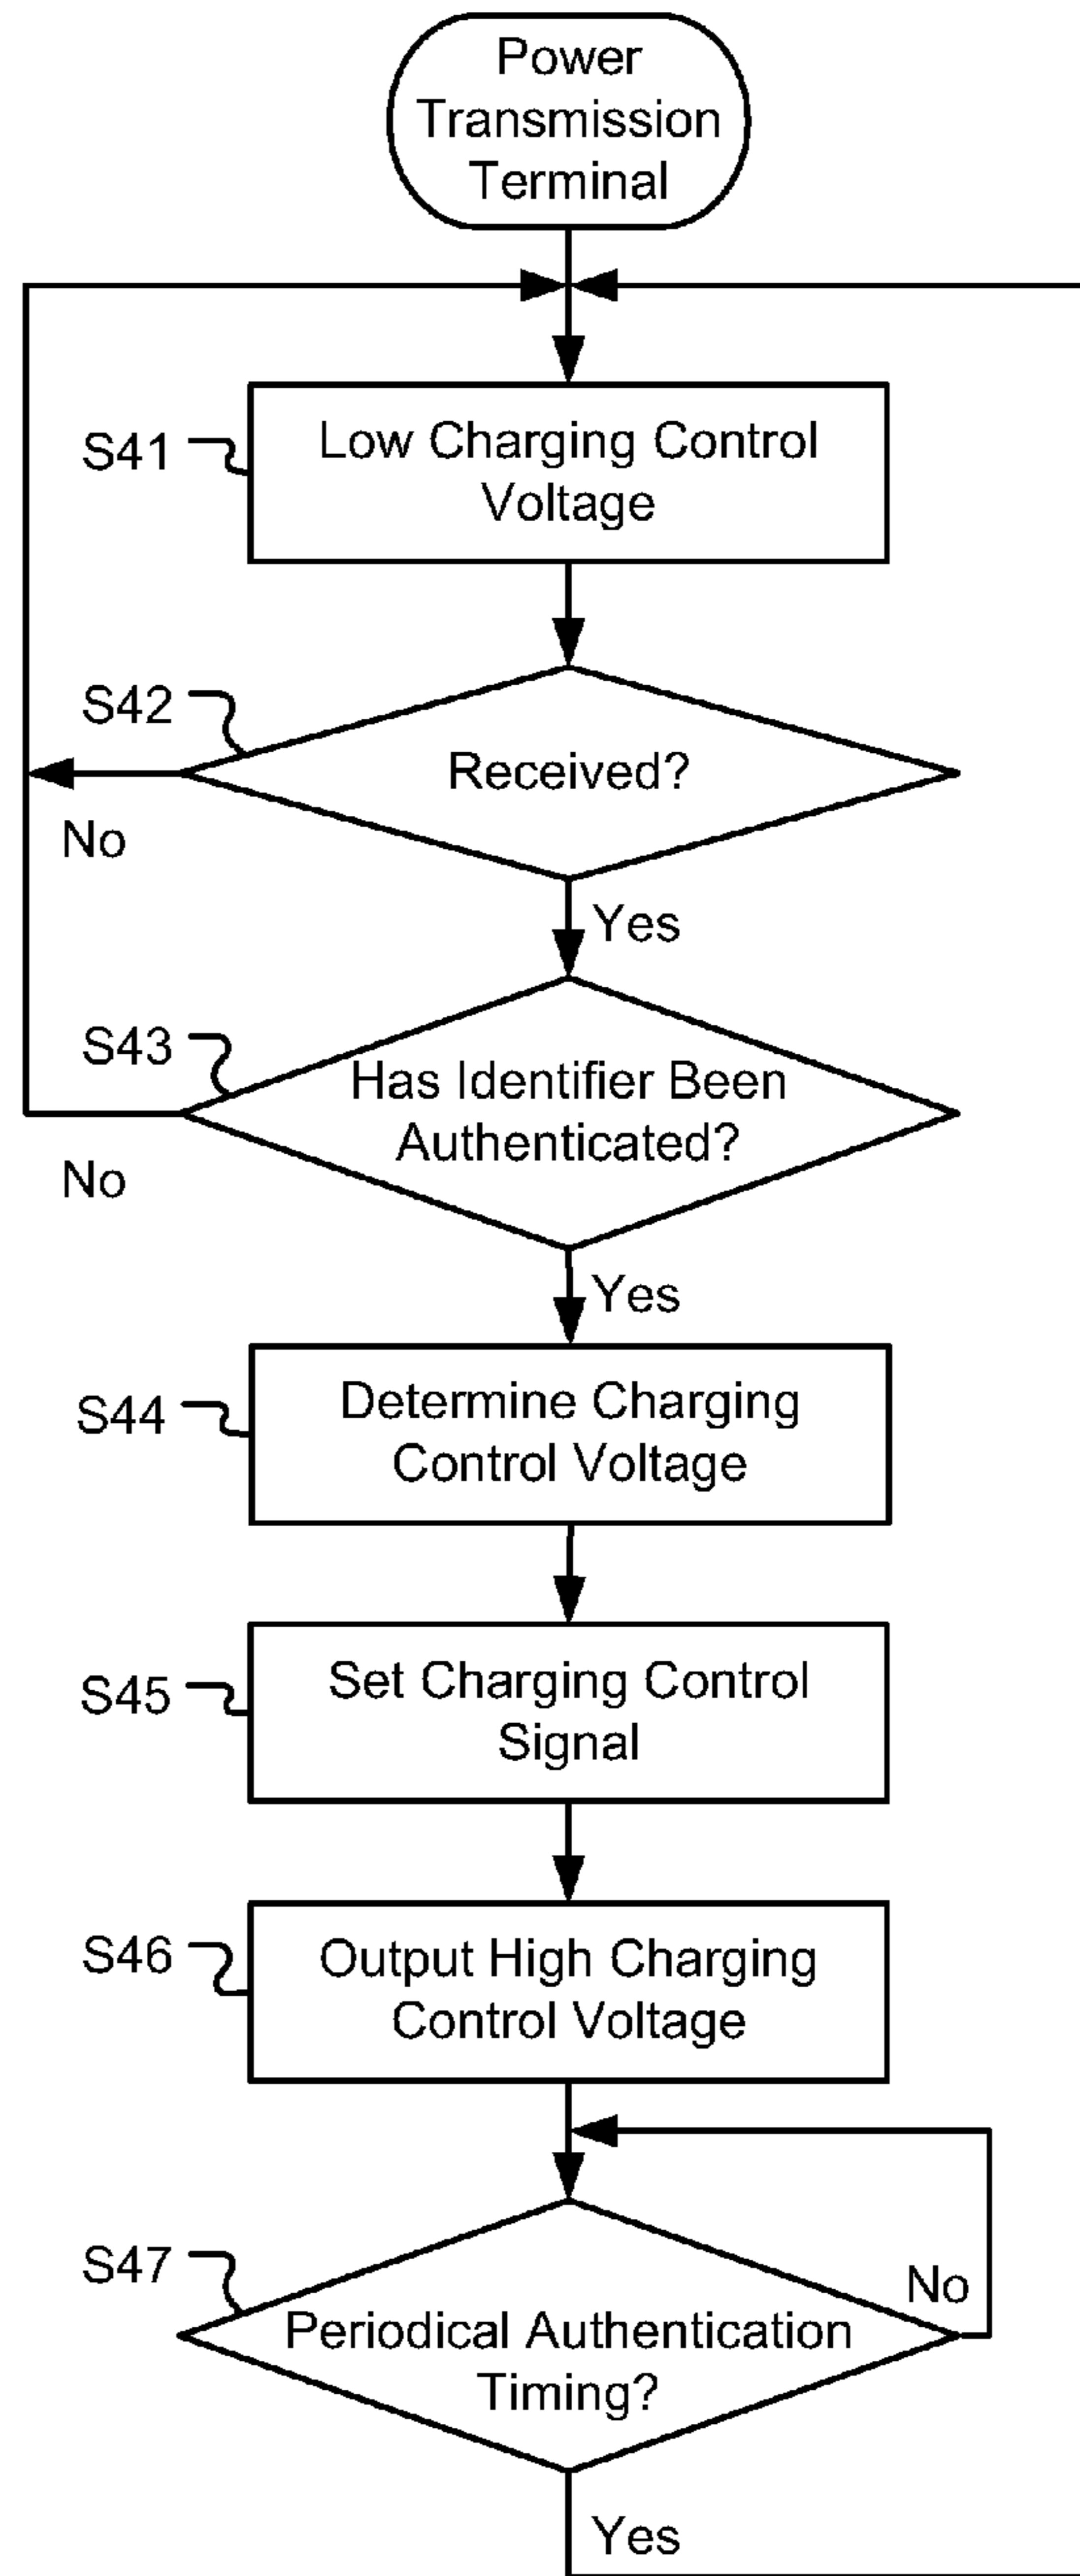 Power
Transmission
Terminal
S41
Low Charging Control
Voltage
S42
Received?
No
Yes
S43
Has Identifier Been
Authenticated?
No
Yes
S44
Determine Charging
Control Voltage
S45
Set Charging Control
Signal
S46
Output High Charging
Control Voltage
S47
No
Periodical Authentication
Timing?
Yes